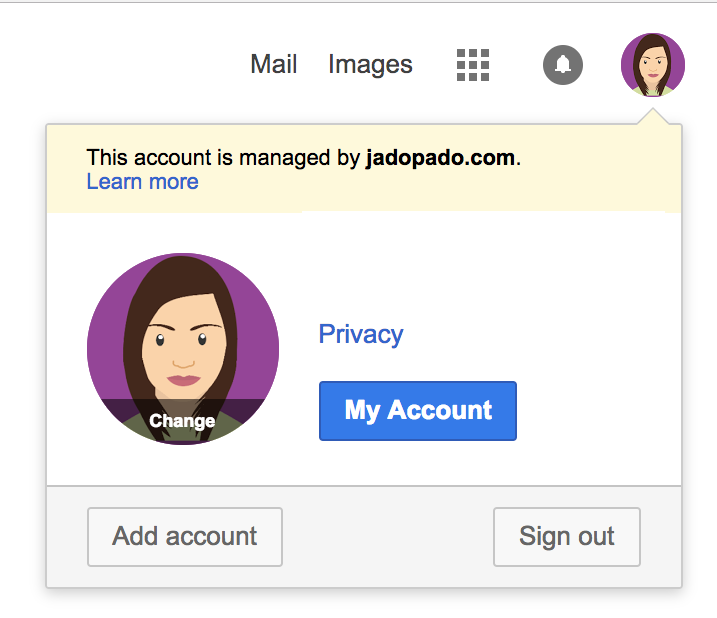 Mail Images
This account is managed by jadopado.com.
Learn more
Privacy
My Account
Change
Add account Sign out